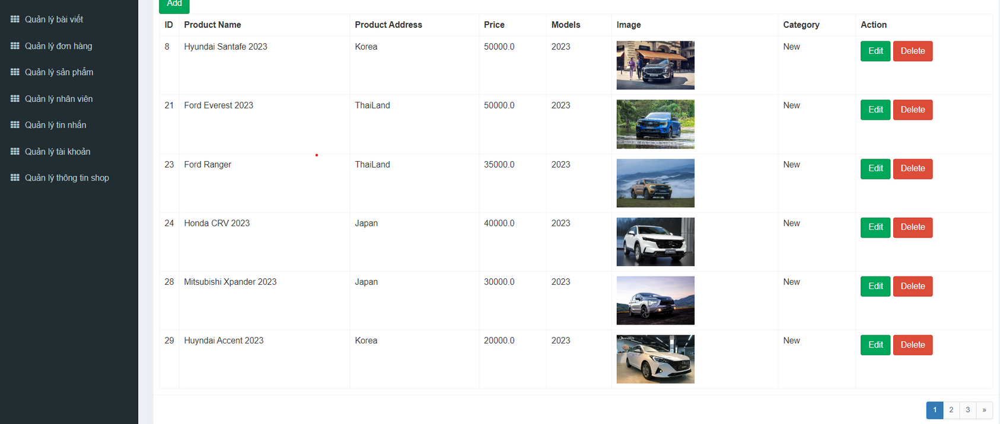 Add
Quản lý bài viết
Quản lý đơn hàng
Quản lý sản phẩm
Quản lý nhân viên
Quản lý tin nhắn
Quản lý tài khoản
Quản lý thông tin shop
ID Product Name Product Address Price Models Image Category Action
8 Hyundai Santafe 2023 Korea 50000.0 2023 New Edit Delete
21 Ford Everest 2023 ThaiLand 50000.0 2023 New Edit Delete
23 Ford Ranger ThaiLand 35000.0 2023 New Edit Delete
24 Honda CRV 2023 Japan 40000.0 2023 New Edit Delete
28 Mitsubishi Xpander 2023 Japan 30000.0 2023 New Edit Delete
29 Huyndai Accent 2023 Korea 20000.0 2023 New Edit Delete
1 2 3 »